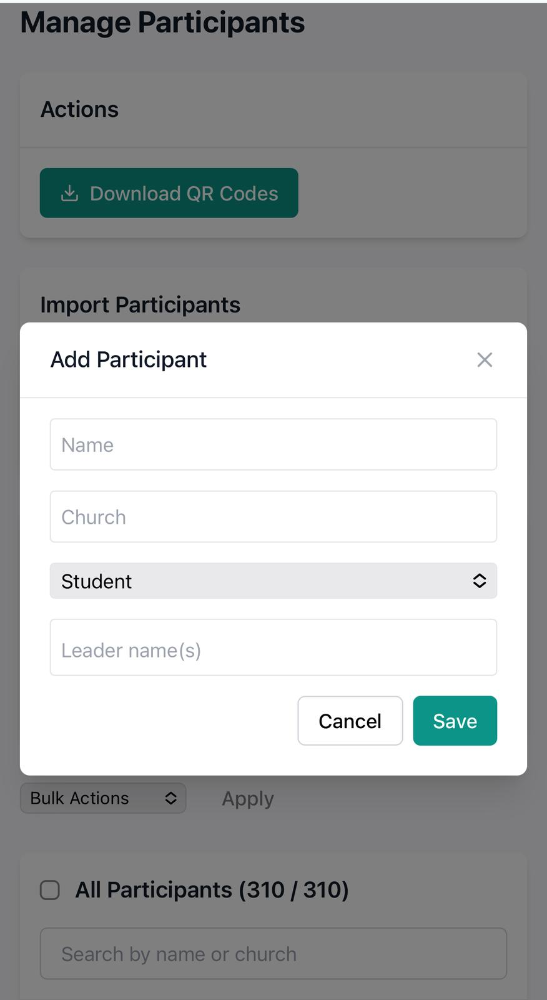 Manage Participants
Actions
Download QR Codes
Import Participants
Add Participant
Name
Church
Student
Leader name(s)
Cancel
Save
Bulk Actions
Apply
All Participants (310 / 310)
Search by name or church